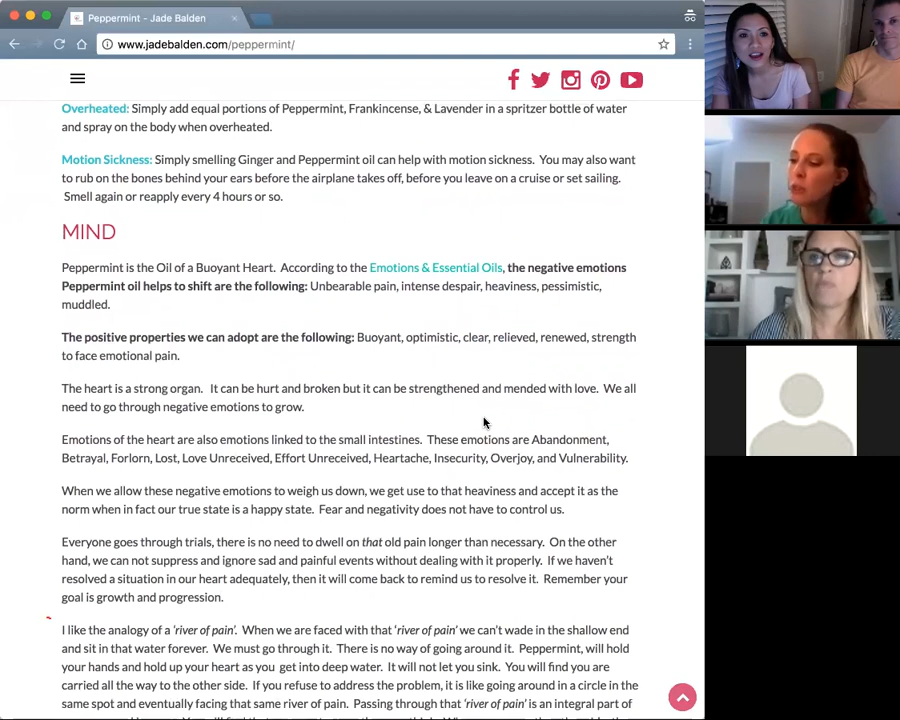 Peppermint - Jade Balden
www.jadebalden.com/peppermint/
Overheated: Simply add equal portions of Peppermint, Frankincense, & Lavender in a spritzer bottle of water
and spray on the body when overheated.
Motion Sickness: Simply smelling Ginger and Peppermint oil can help with motion sickness. You may also want
to rub on the bones behind your ears before the airplane takes off, before you leave on a cruise or set sailing.
Smell again or reapply every 4 hours or so.
MIND
Peppermint is the Oil of a Buoyant Heart. According to the Emotions & Essential Oils, the negative emotions
Peppermint oil helps to shift are the following: Unbearable pain, intense despair, heaviness, pessimistic,
muddled.
The positive properties we can adopt are the following: Buoyant, optimistic, clear, relieved, renewed, strength
to face emotional pain.
The heart is a strong organ. It can be hurt and broken but it can be strengthened and mended with love. We all
need to go through negative emotions to grow.
Emotions of the heart are also emotions linked to the small intestines. These emotions are Abandonment,
Betrayal, Forlorn, Lost, Love Unreceived, Effort Unreceived, Heartache, Insecurity, Overjoy, and Vulnerability.
When we allow these negative emotions to weigh us down, we get use to that heaviness and accept it as the
norm when in fact our true state is a happy state. Fear and negativity does not have to control us.
Everyone goes through trials, there is no need to dwell on that old pain longer than necessary. On the other
hand, we can not suppress and ignore sad and painful events without dealing with it properly. If we haven't
resolved a situation in our heart adequately, then it will come back to remind us to resolve it. Remember your
goal is growth and progression.
I like the analogy of a 'river of pain'. When we are faced with that 'river of pain' we can't wade in the shallow end
and sit in that water forever. We must go through it. There is no way of going around it. Peppermint, will hold
your hands and hold up your heart as you get into deep water. It will not let you sink. You will find you are
carried all the way to the other side. If you refuse to address the problem, it is like going around in a circle in the
same spot and eventually facing that same river of pain. Passing through that 'river of pain' is an integral part of